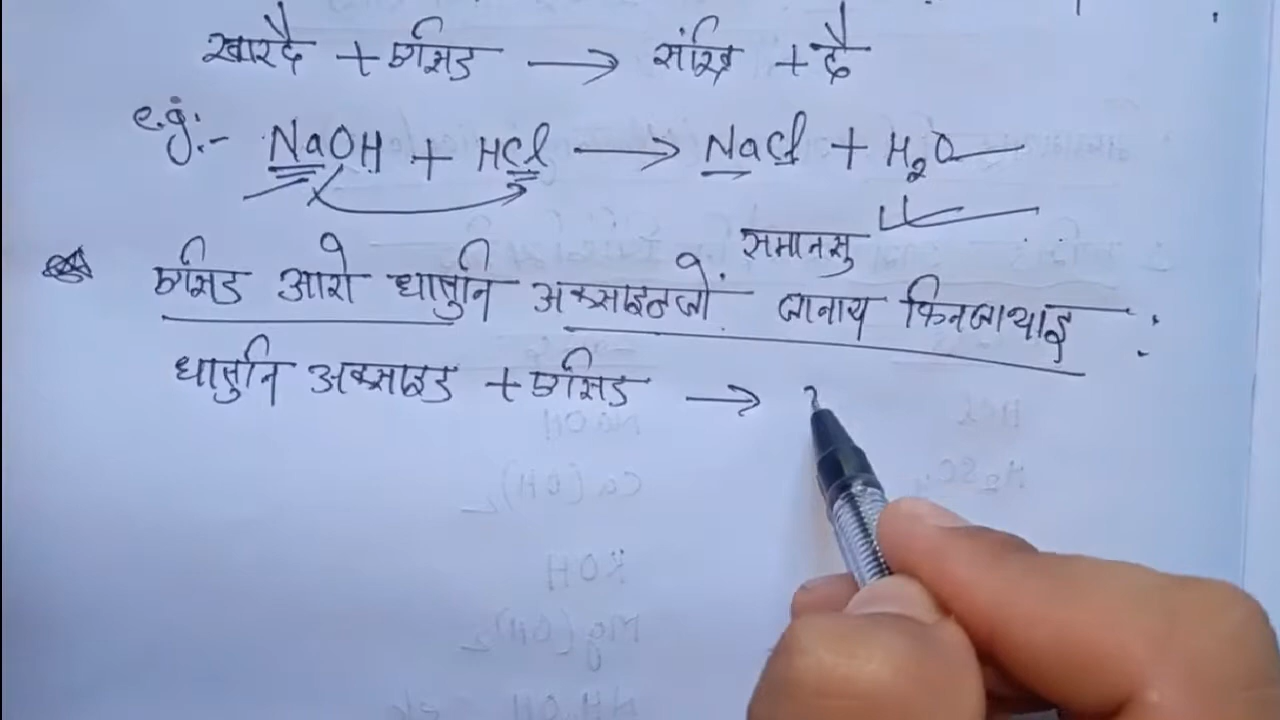 खारदै + एसिड → संख्रि + दै
e.g:- NaOH + HCl → NaCl + H₂O
समानसु
एसिड आरो धातुनि अक्साइडजों जानाय फिनजाथाइ :
धातुनि अक्साइड + एसिड →